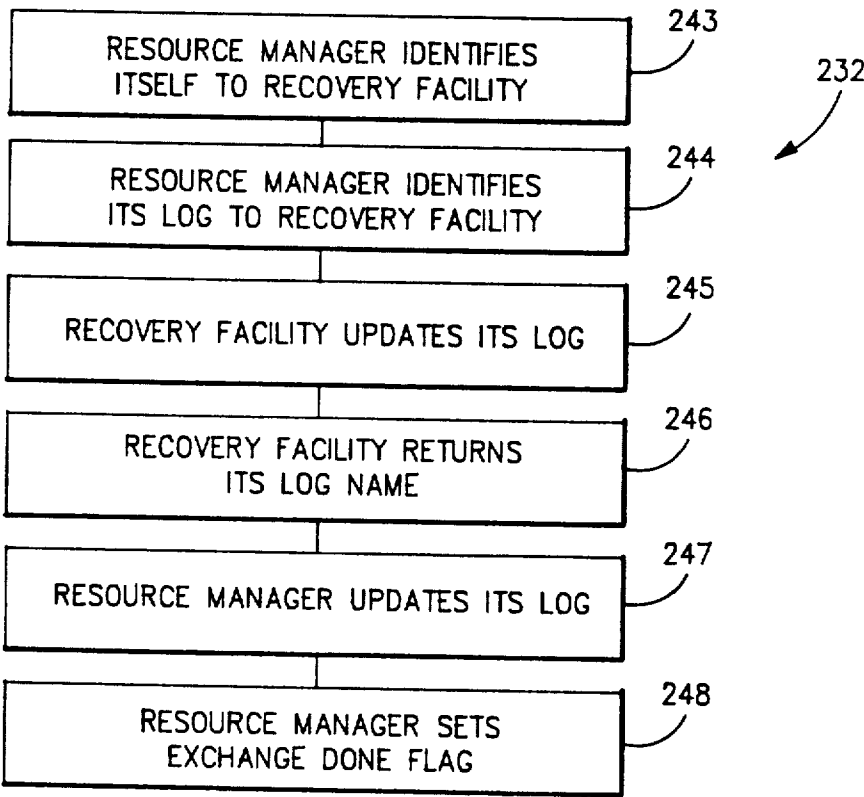 243
RESOURCE MANAGER IDENTIFIES
ITSELF TO RECOVERY FACILITY
232
244
RESOURCE MANAGER IDENTIFIES
ITS LOG TO RECOVERY FACILITY
245
RECOVERY FACILITY UPDATES ITS LOG
246
RECOVERY FACILITY RETURNS
ITS LOG NAME
247
RESOURCE MANAGER UPDATES ITS LOG
248
RESOURCE MANAGER SETS
EXCHANGE DONE FLAG